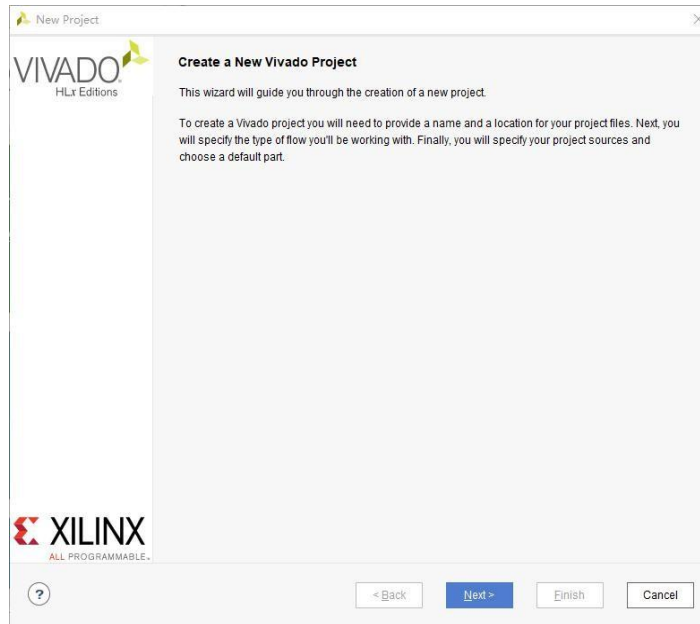 New Project
VIVADO
HLx Editions
Create a New Vivado Project
This wizard will guide you through the creation of a new project.
To create a Vivado project you will need to provide a name and a location for your project files. Next, you
will specify the type of flow you'll be working with. Finally, you will specify your project sources and
choose a default part.
XILINX
ALL PROGRAMMABLE™
?
< Back
Next >
Finish
Cancel